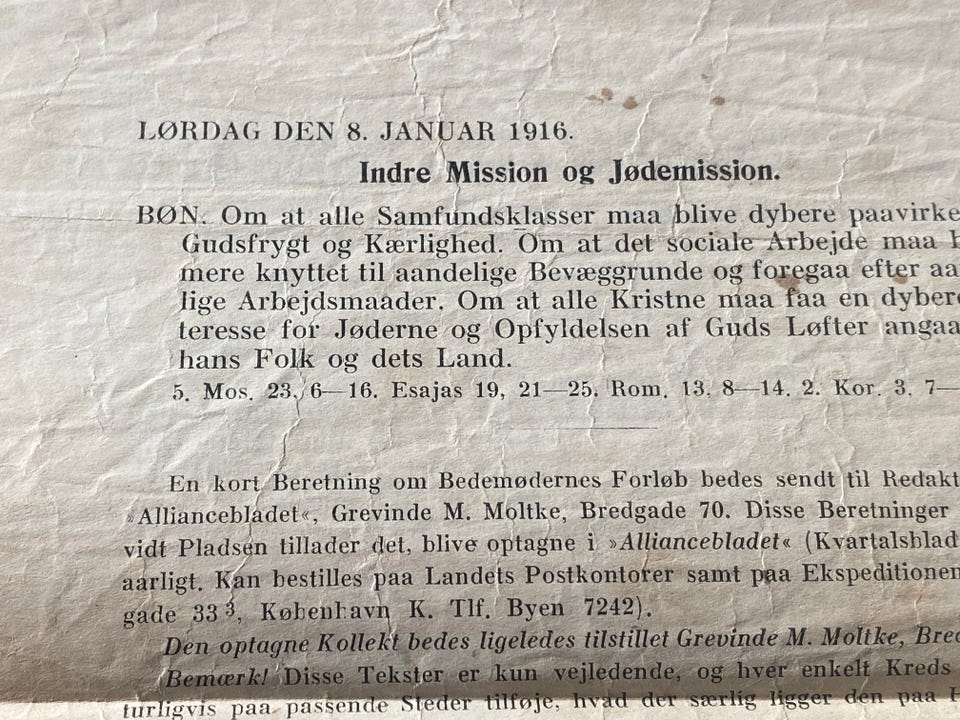 LØRDAG DEN 8. JANUAR 1916.
Indre Mission og Jødemission.
BØN. Om at alle Samfundsklasser maa blive dybere paavirke
Gudsfrygt og Kærlighed. Om at det sociale Arbejde maa b
mere knyttet til aandelige Bevæggrunde og foregaa efter aa
lige Arbejdsmaader. Om at alle Kristne maa faa en dybere
teresse for Jøderne og Opfyldelsen af Guds Løfter angaa
hans Folk og dets Land.
5. Mos. 23, 6—16. Esajas 19, 21—25. Rom. 13, 8—14. 2. Kor. 3, 7—
En kort Beretning om Bedemødernes Forløb bedes sendt til Redakt
»Alliancebladet«, Grevinde M. Moltke, Bredgade 70. Disse Beretninger
vidt Pladsen tillader det, blive optagne i »Alliancebladet« (Kvartalsblad
aarligt. Kan bestilles paa Landets Postkontorer samt paa Ekspeditionen
gade 33 3, København K. Tlf. Byen 7242).
Den optagne Kollekt bedes ligeledes tilstillet Grevinde M. Moltke, Bred
Bemærk! Disse Tekster er kun vejledende, og hver enkelt Kreds
turligvis paa passende Steder tilføje, hvad der særlig ligger den paa H